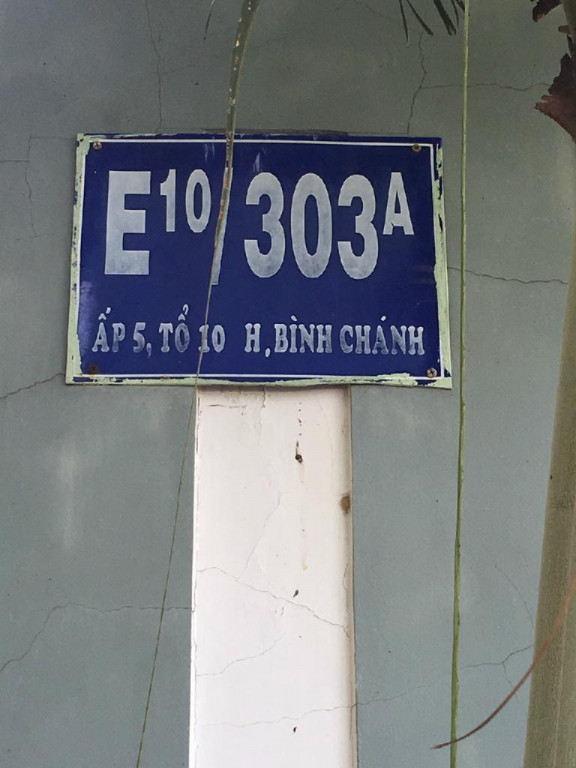 E10/303A
ẤP 5, TỔ 10 H. BÌNH CHÁNH